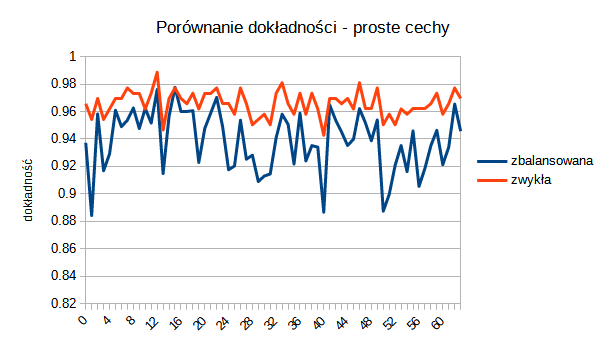 Porównanie dokładności - proste cechy
1
0.98
0.96
0.94
0.92
0.9
0.88
0.86
0.84
0.82
dokładność
0 4 8 12 16 20 24 28 32 36 40 44 48 52 56 60
zbalansowana
zwykła